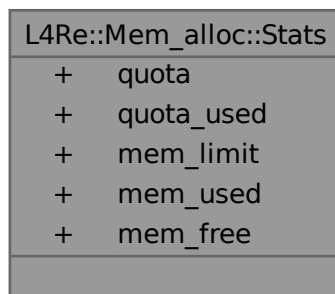 L4Re::Mem_alloc::Stats
+ quota
+ quota_used
+ mem_limit
+ mem_used
+ mem_free